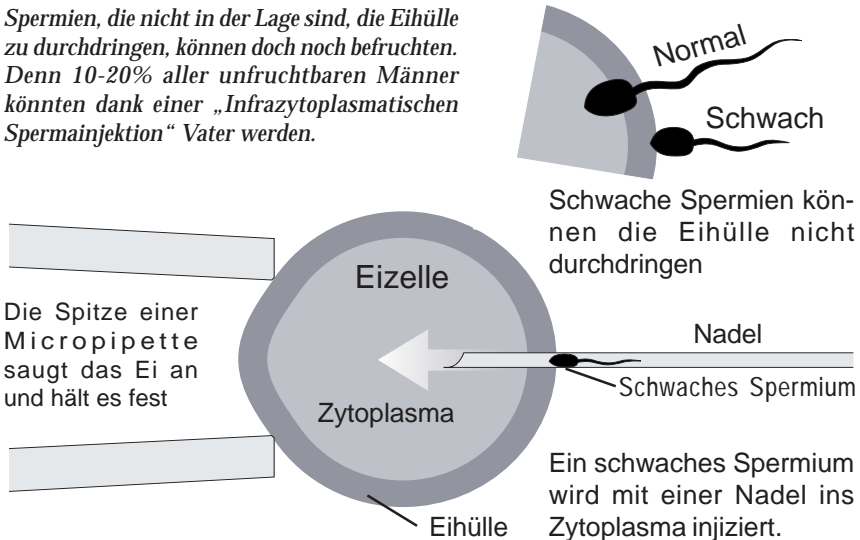 Spermien, die nicht in der Lage sind, die Eihülle
zu durchdringen, können doch noch befruchten.
Denn 10-20% aller unfruchtbaren Männer
könnten dank einer „Infrazytoplasmatischen
Spermainjektion“ Vater werden.
Normal
Schwach
Schwache Spermien kön-
nen die Eihülle nicht
durchdringen
Eizelle
Die Spitze einer
Micropipette
saugt das Ei an
und hält es fest
Nadel
Schwaches Spermium
Zytoplasma
Ein schwaches Spermium
wird mit einer Nadel ins
Zytoplasma injiziert.
Eihülle